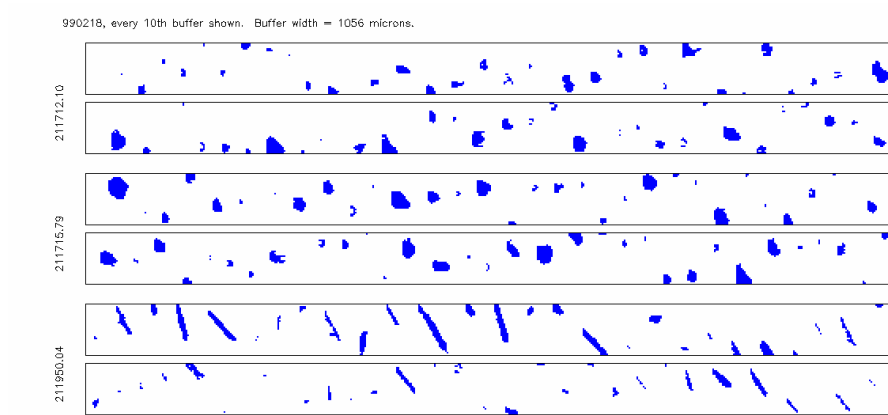 990218, every 10th buffer shown.  Buffer width = 1056 microns.
211712.10
211715.79
211950.04